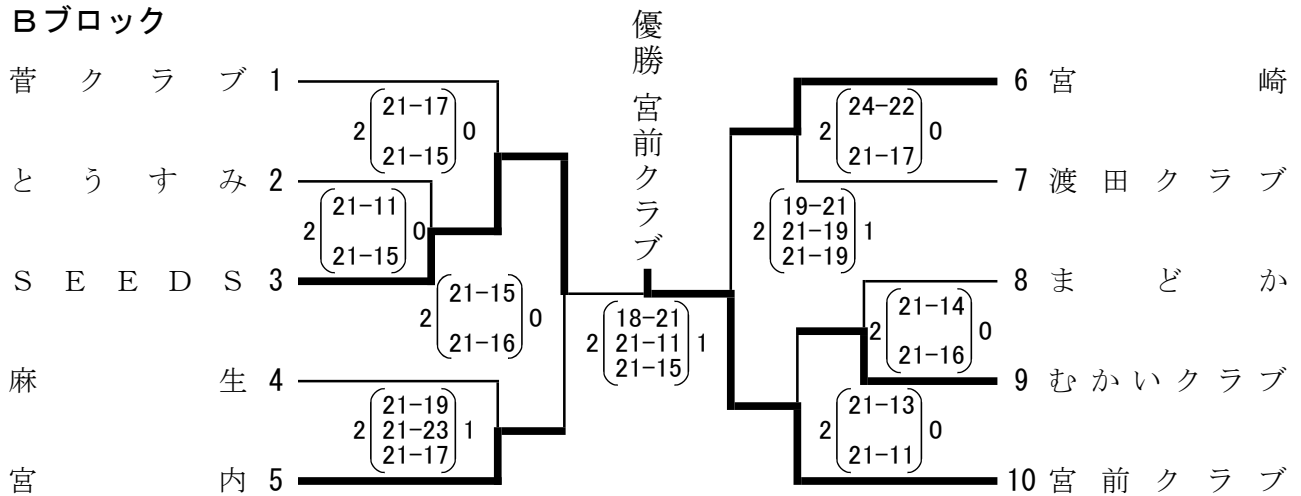 Bブロック
優勝 宮前クラブ
菅クラブ 1
2 21-17 0
21-15
とうすみ 2
2 21-11 0
21-15
SEEDS 3
2 21-15 0
21-16
麻生 4
2 21-19 1
21-23
21-17
宮内 5
2 18-21 1
21-11
21-15
6 宮崎
2 24-22 0
21-17
7 渡田クラブ
2 19-21 1
21-19
21-19
8 まどか
2 21-14 0
21-16
9 むかいクラブ
2 21-13 0
21-11
10 宮前クラブ